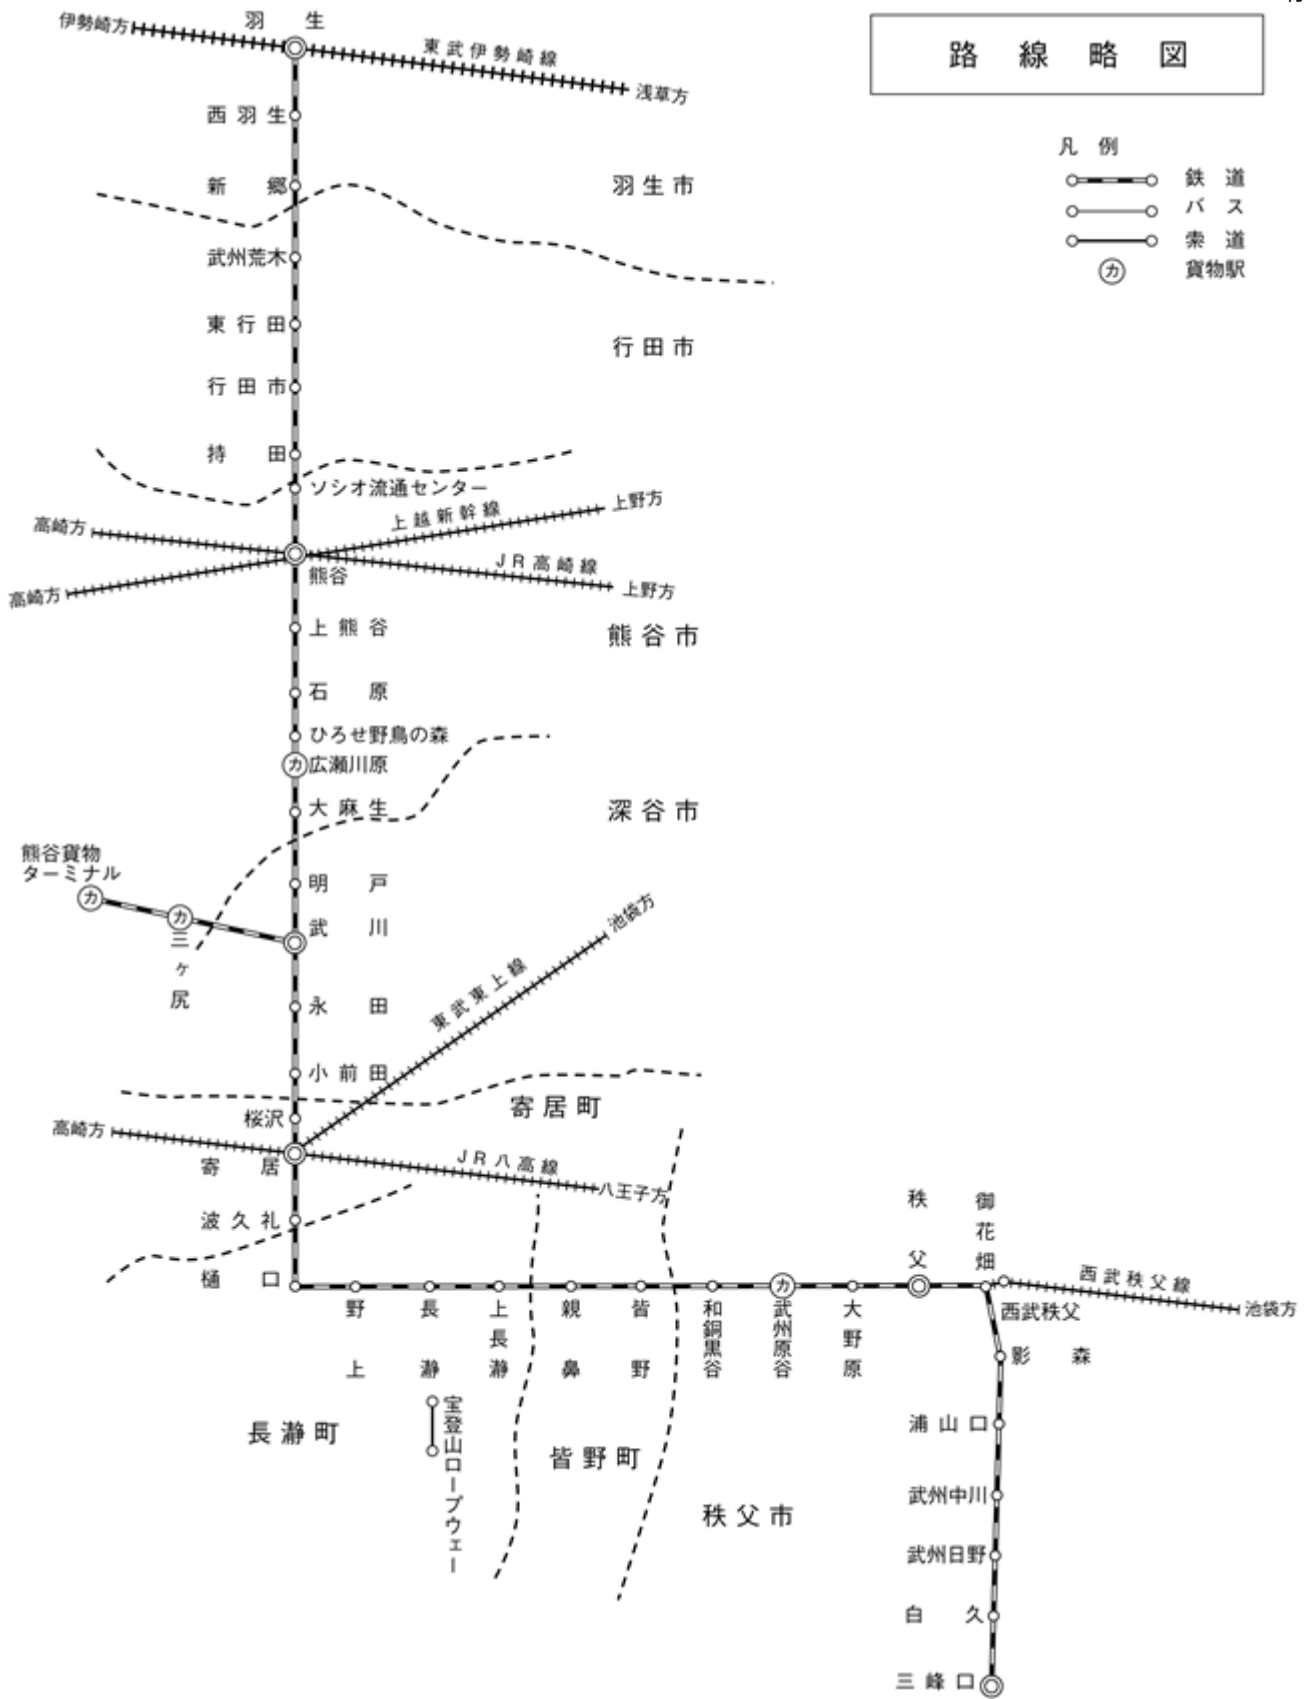 路線略図
凡例
鉄道
バス
索道
カ 貨物駅
羽生
伊勢崎方
東武伊勢崎線
浅草方
西羽生
新郷
羽生市
武州荒木
東行田
行田市
行田市
持田
ソシオ流通センター
高崎方
上越新幹線
上野方
熊谷
JR高崎線
高崎方
上野方
上熊谷
熊谷市
石原
ひろせ野鳥の森
カ 広瀬川原
大麻生
深谷市
熊谷貨物
ターミナル
カ
カ
三ヶ尻
明戸
武川
池袋方
東武東上線
永田
小前田
寄居町
桜沢
高崎方
寄居
JR八高線
八王子方
波久礼
樋口
野上
長瀞
上長瀞
親鼻
皆野
和銅黒谷
カ
武州原谷
大野原
秩父
御花畑
西武秩父線
池袋方
西武秩父
影森
長瀞町
宝登山ロープウェー
皆野町
秩父市
浦山口
武州中川
武州日野
白久
三峰口